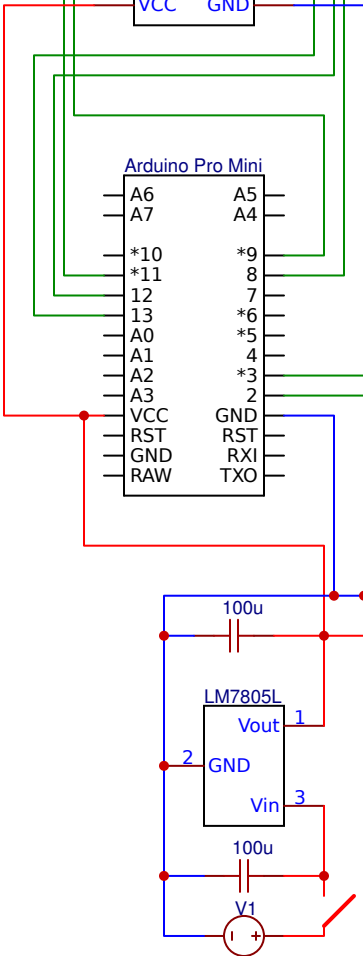 VCC GND
Arduino Pro Mini
A6 A5
A7 A4
*10 *9
*11 8
12 7
13 *6
A0 *5
A1 4
A2 *3
A3 2
VCC GND
RST RST
GND RXI
RAW TXO
100u
LM7805L
Vout 1
2 GND
Vin 3
100u
V1